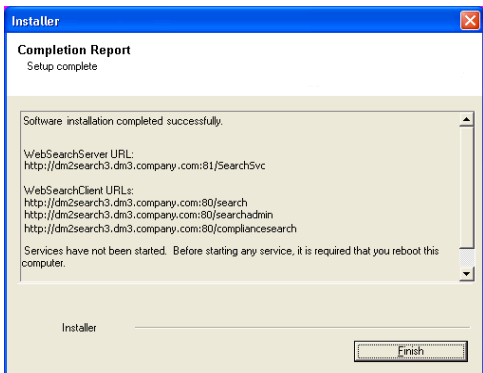 Installer
Completion Report
Setup complete
Software installation completed successfully.
WebSearchServer URL:
http://dm2search3.dm3.company.com:81/SearchSvc
WebSearchClient URLs:
http://dm2search3.dm3.company.com:80/search
http://dm2search3.dm3.company.com:80/searchadmin
http://dm2search3.dm3.company.com:80/compliancesearch
Services have not been started. Before starting any service, it is required that you reboot this
computer.
Installer
Finish